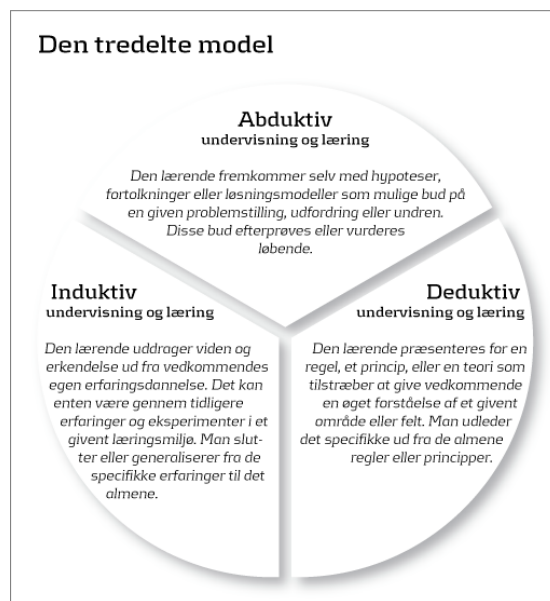 Den tredelte model
Abduktiv
undervisning og læring
Den lærende fremkommer selv med hypoteser,
fortolkninger eller løsningsmodeller som mulige bud på
en given problemstilling, udfordring eller undren.
Disse bud efterprøves eller vurderes
løbende.
Induktiv
undervisning og læring
Den lærende uddrager viden og
erkendelse ud fra vedkommendes
egen erfaringsdannelse. Det kan
enten være gennem tidligere
erfaringer og eksperimenter i et
givent læringsmiljø. Man slut-
ter eller generaliserer fra de
specifikke erfaringer til det
almene.
Deduktiv
undervisning og læring
Den lærende præsenteres for en
regel, et princip, eller en teori som
tilstræber at give vedkommende
en øget forståelse af et givent
område eller felt. Man udleder
det specifikke ud fra de almene
regler eller principper.